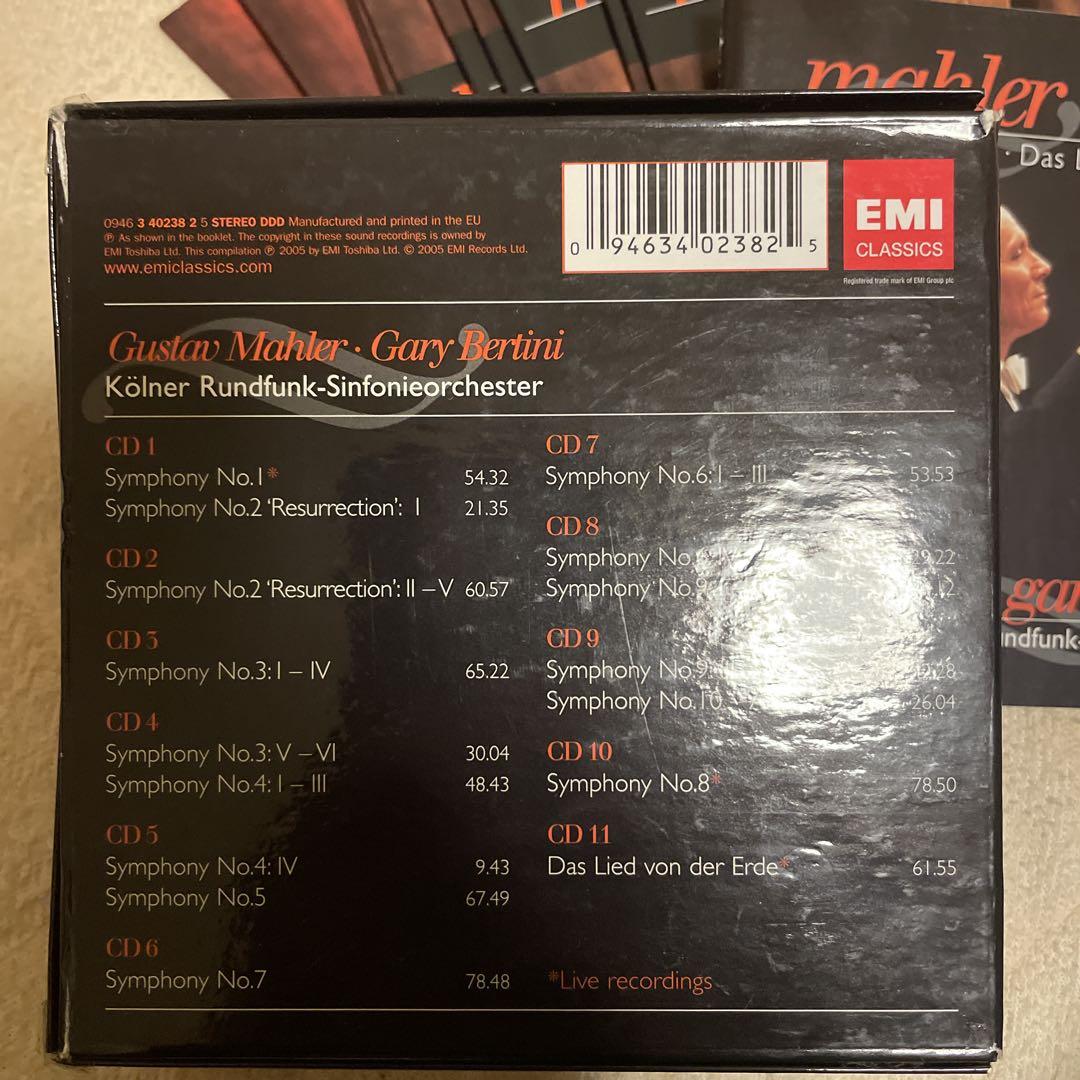 mahler,
· Das
0946 3 40238 2 5 STEREO DDD Manufactured and printed in the EU
℗ As shown in the booklet. The copyright in these sound recordings is owned by
EMI Toshiba Ltd. This compilation ℗ 2005 by EMI Toshiba Ltd. © 2005 EMI Records Ltd.
www.emiclassics.com
0 94634 02382 5
EMI
CLASSICS
Registered trade mark of EMI Group plc
Gustav Mahler · Gary Bertini
Kölner Rundfunk-Sinfonieorchester
CD 1
Symphony No.1* 54.32
Symphony No.2 ‘Resurrection’: I 21.35
CD 2
Symphony No.2 ‘Resurrection’: II – V 60.57
CD 3
Symphony No.3: I – IV 65.22
CD 4
Symphony No.3: V – VI 30.04
Symphony No.4: I – III 48.43
CD 5
Symphony No.4: IV 9.43
Symphony No.5 67.49
CD 6
Symphony No.7 78.48
CD 7
Symphony No.6: I – III 53.53
CD 8
Symphony
Symphony No.9:
CD 9
Symphony No.9:
Symphony No.10 26.04
CD 10
Symphony No.8* 78.50
CD 11
Das Lied von der Erde* 61.55
*Live recordings